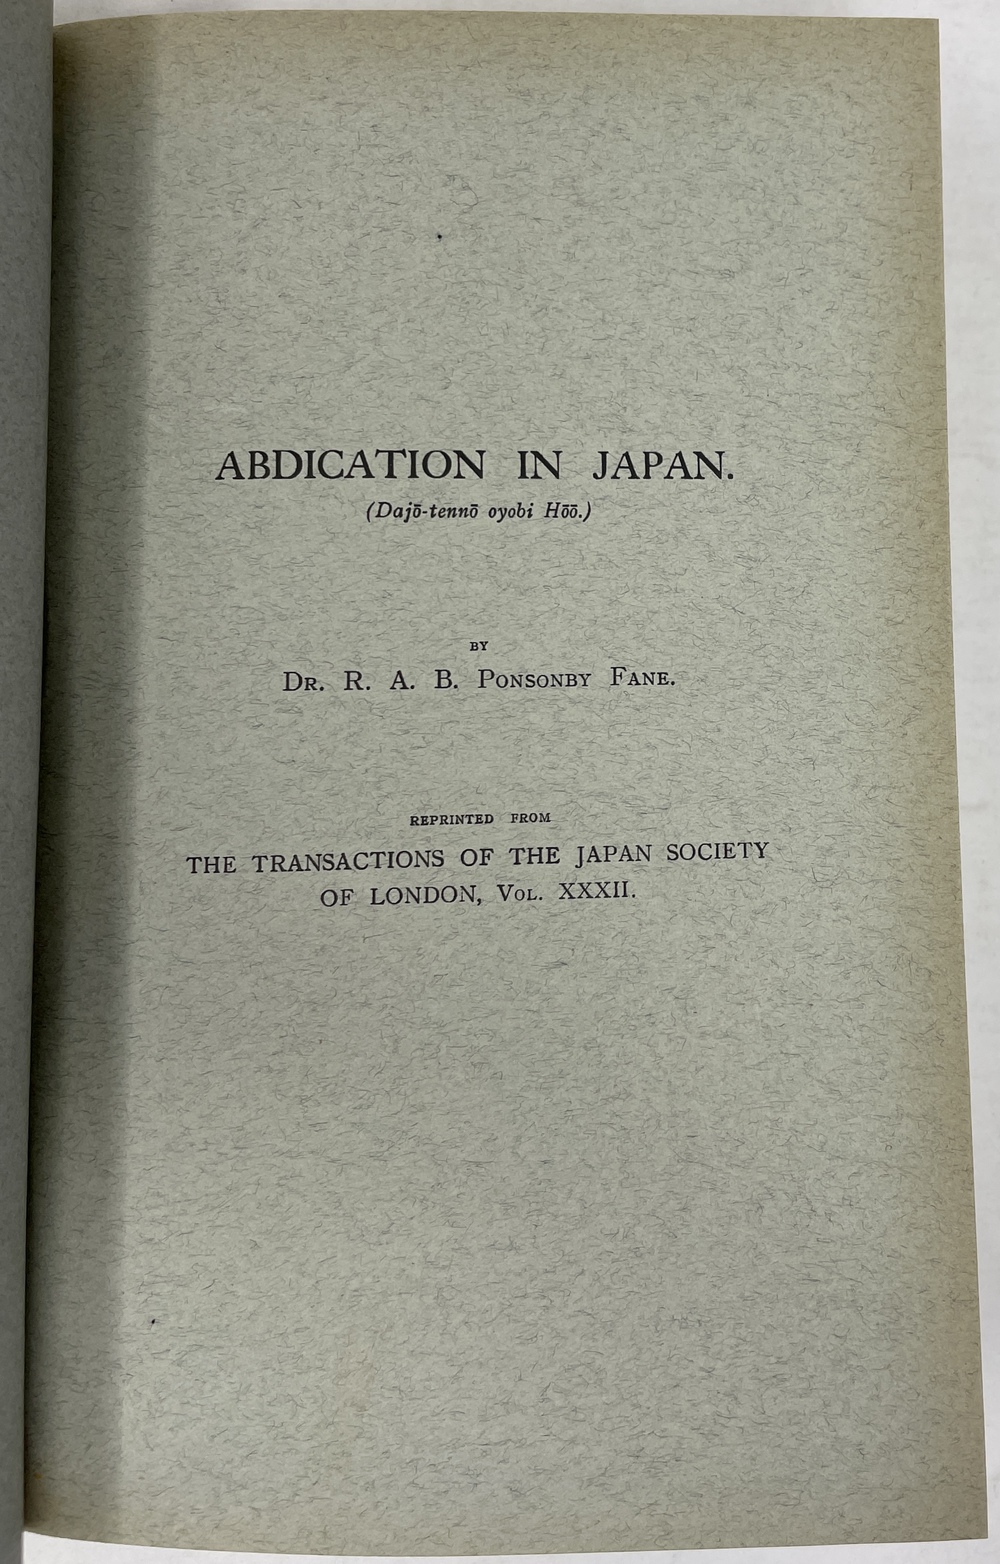 ABDICATION IN JAPAN.
(Dajō-tennō oyobi Hōō.)
BY
DR. R. A. B. PONSONBY FANE.
REPRINTED FROM
THE TRANSACTIONS OF THE JAPAN SOCIETY
OF LONDON, VOL. XXXII.